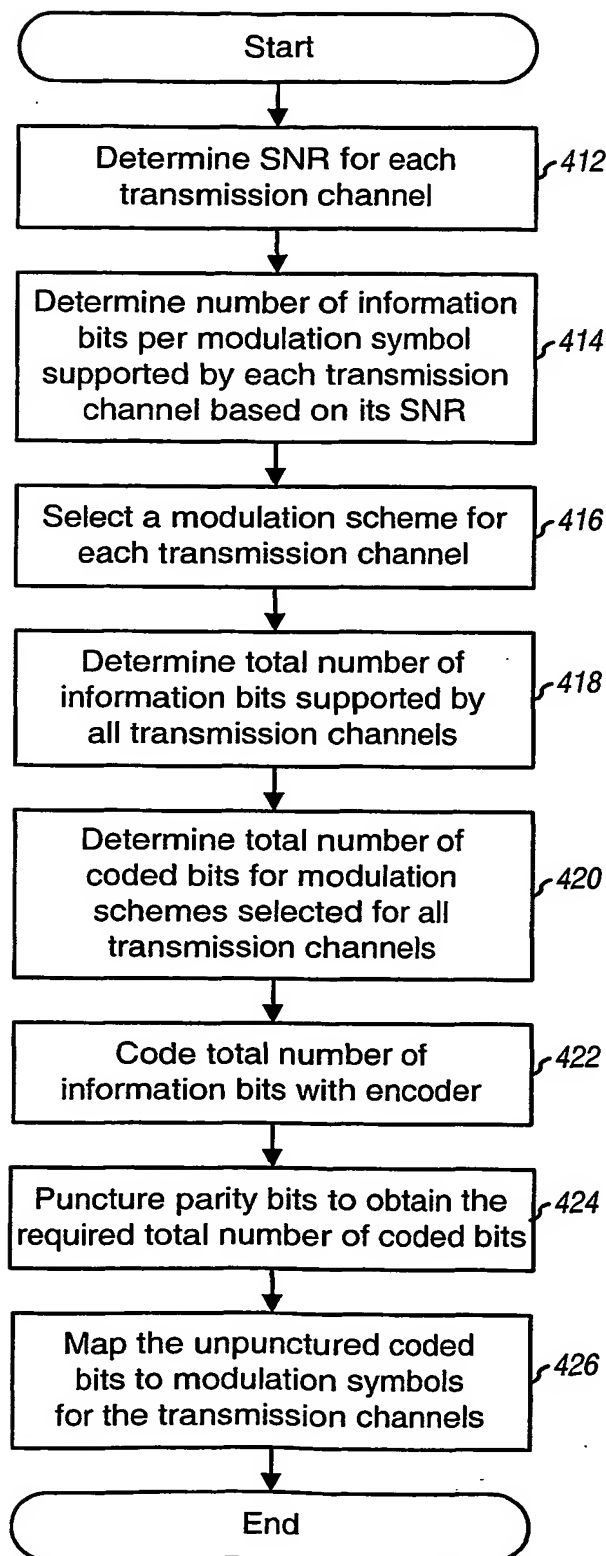 Start
Determine SNR for each
transmission channel
412
Determine number of information
bits per modulation symbol
supported by each transmission
channel based on its SNR
414
Select a modulation scheme for
each transmission channel
416
Determine total number of
information bits supported by
all transmission channels
418
Determine total number of
coded bits for modulation
schemes selected for all
transmission channels
420
Code total number of
information bits with encoder
422
Puncture parity bits to obtain the
required total number of coded bits
424
Map the unpunctured coded
bits to modulation symbols
for the transmission channels
426
End